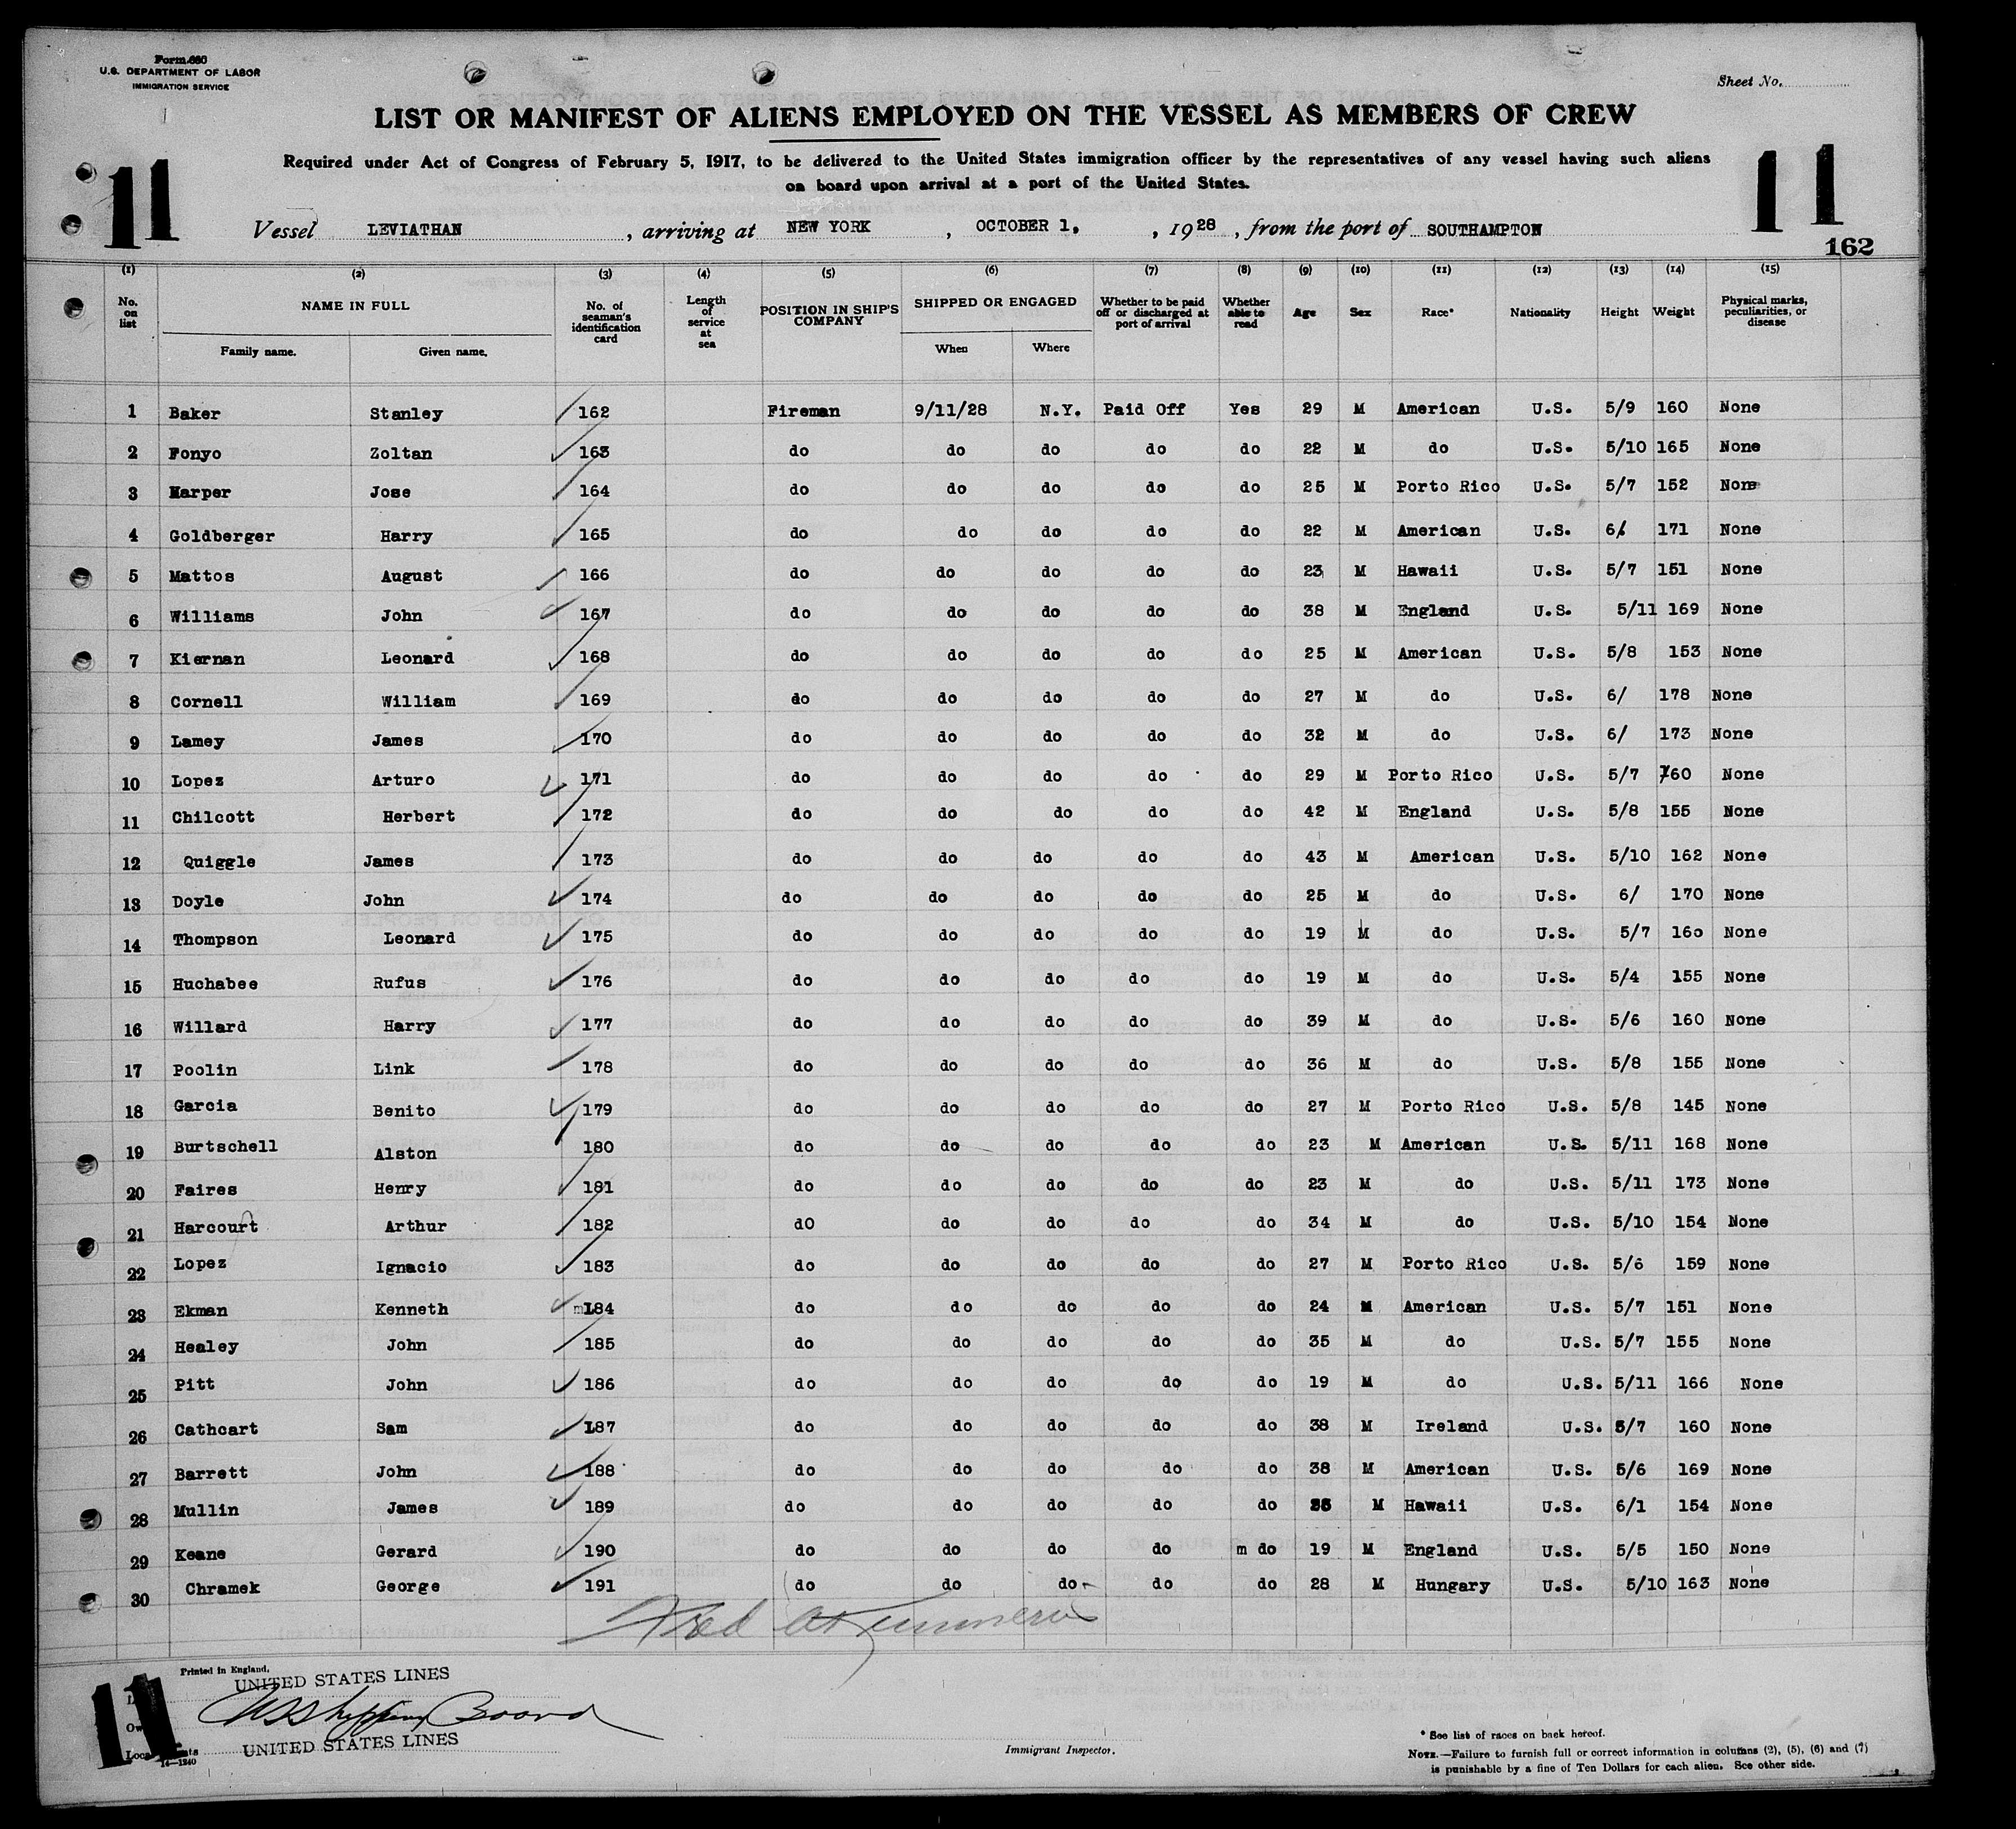 Form 680
U.S. DEPARTMENT OF LABOR
IMMIGRATION SERVICE
Sheet No.
LIST OR MANIFEST OF ALIENS EMPLOYED ON THE VESSEL AS MEMBERS OF CREW
Required under Act of Congress of February 5, 1917, to be delivered to the United States immigration officer by the representatives of any vessel having such aliens
on board upon arrival at a port of the United States.
11 11
Vessel LEVIATHAN, arriving at NEW YORK, OCTOBER 1, 1928, from the port of SOUTHAMPTON
162
(1) (2) (3) (4) (5) (6) (7) (8) (9) (10) (11) (12) (13) (14) (15)
No. on list NAME IN FULL Family name. Given name. No. of seaman's identification card Length of service at sea POSITION IN SHIP'S COMPANY SHIPPED OR ENGAGED When Where Whether to be paid off or discharged at port of arrival Whether able to read Age Sex Race* Nationality Height Weight Physical marks, peculiarities, or disease
1 Baker Stanley 162 Fireman 9/11/28 N.Y. Paid Off Yes 29 M American U.S. 5/9 160 None
2 Fonyo Zoltan 163 do do do do do 22 M do U.S. 5/10 165 None
3 Harper Jose 164 do do do do do 25 M Porto Rico U.S. 5/7 152 None
4 Goldberger Harry 165 do do do do do 22 M American U.S. 6/ 171 None
5 Mattos August 166 do do do do do 23 M Hawaii U.S. 5/7 151 None
6 Williams John 167 do do do do do 38 M England U.S. 5/11 169 None
7 Kiernan Leonard 168 do do do do do 25 M American U.S. 5/8 153 None
8 Cornell William 169 do do do do do 27 M do U.S. 6/ 178 None
9 Lamey James 170 do do do do do 32 M do U.S. 6/ 173 None
10 Lopez Arturo 171 do do do do do 29 M Porto Rico U.S. 5/7 160 None
11 Chilcott Herbert 172 do do do do do 42 M England U.S. 5/8 155 None
12 Quiggle James 173 do do do do do 43 M American U.S. 5/10 162 None
13 Doyle John 174 do do do do do 25 M do U.S. 6/ 170 None
14 Thompson Leonard 175 do do do do do 19 M do U.S. 5/7 160 None
15 Huchabee Rufus 176 do do do do do 19 M do U.S. 5/4 155 None
16 Willard Harry 177 do do do do do 39 M do U.S. 5/6 160 None
17 Poolin Link 178 do do do do do 36 M do U.S. 5/8 155 None
18 Garcia Benito 179 do do do do do 27 M Porto Rico U.S. 5/8 145 None
19 Burtschell Alston 180 do do do do do 23 M American U.S. 5/11 168 None
20 Faires Henry 181 do do do do do 23 M do U.S. 5/11 173 None
21 Harcourt Arthur 182 dO do do do do 34 M do U.S. 5/10 154 None
22 Lopez Ignacio 183 do do do do do 27 M Porto Rico U.S. 5/6 159 None
23 Ekman Kenneth m184 do do do do do 24 M American U.S. 5/7 151 None
24 Healey John 185 do do do do do 35 M do U.S. 5/7 155 None
25 Pitt John 186 do do do do do 19 M do U.S. 5/11 166 None
26 Cathcart Sam 187 do do do do do 38 M Ireland U.S. 5/7 160 None
27 Barrett John 188 do do do do do 38 M American U.S. 5/6 169 None
28 Mullin James 189 do do do do do M Hawaii U.S. 6/1 154 None
29 Keane Gerard 190 do do do do m do 19 M England U.S. 5/5 150 None
30 Chramek George 191 do do do do do 28 M Hungary U.S. 5/10 163 None
Fred
Printed in England.
UNITED STATES LINES
11
US Shipping Board
UNITED STATES LINES
14—1240
Immigrant Inspector.
* See list of races on back hereof.
NOTE.—Failure to furnish full or correct information in columns (2), (5), (6) and (7)
is punishable by a fine of Ten Dollars for each alien. See other side.